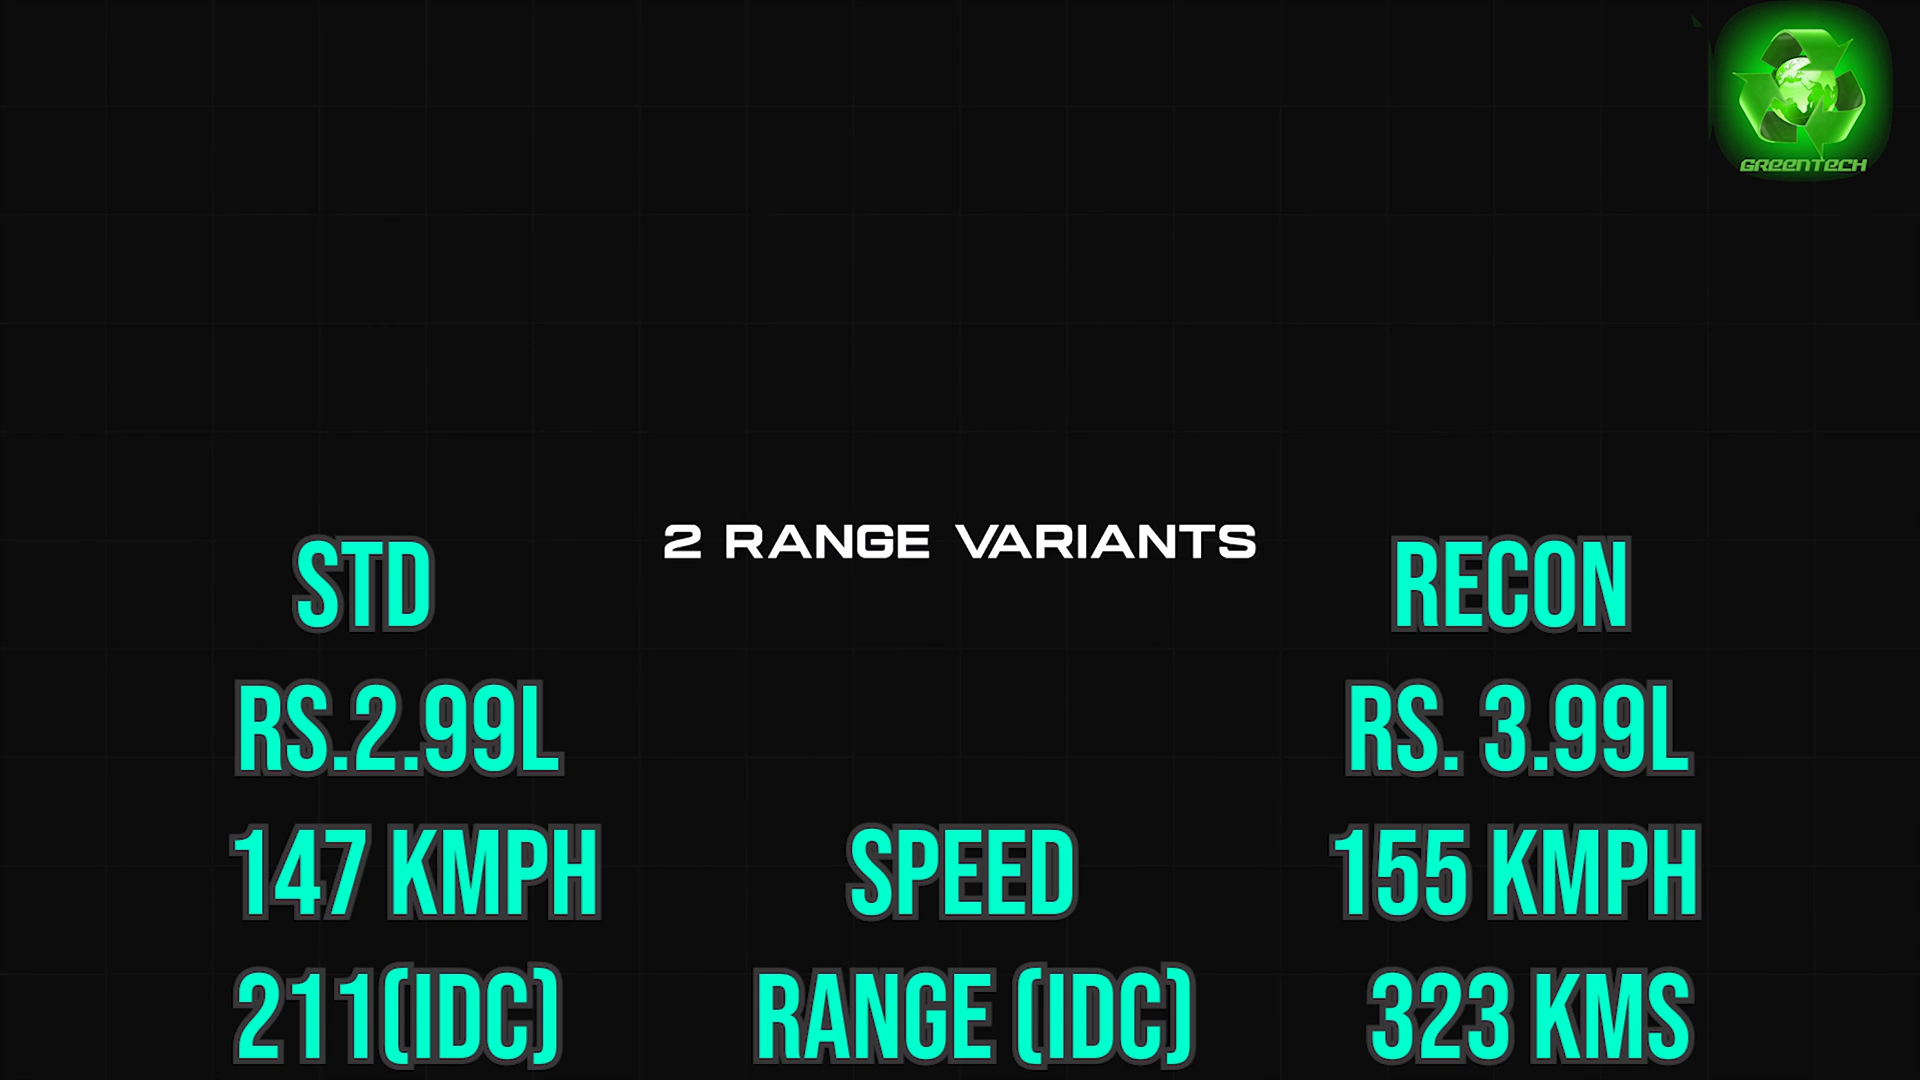 GREENTECH
2 RANGE VARIANTS
STD
RECON
RS.2.99L
RS. 3.99L
147 KMPH
SPEED
155 KMPH
211(IDC)
RANGE (IDC)
323 KMS